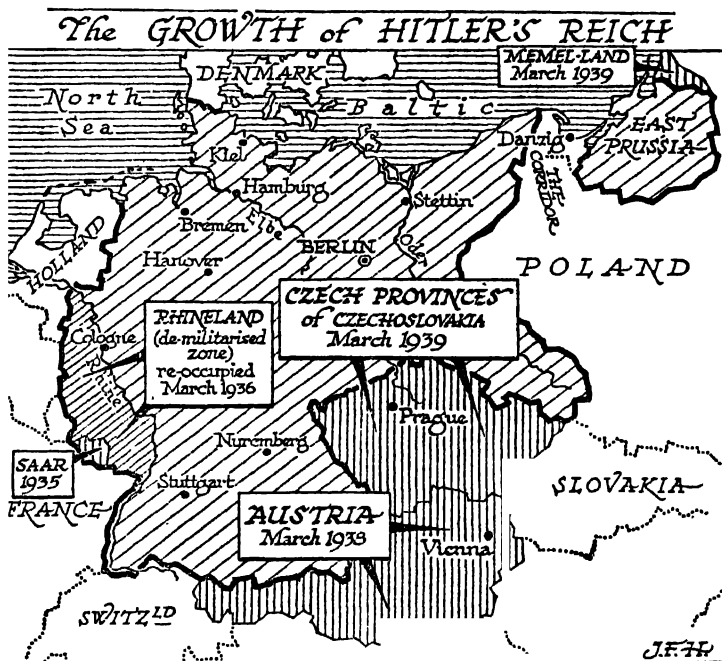 The GROWTH of HITLER'S REICH
MEMEL-LAND
March 1939
DENMARK
North
Sea
Baltic
EAST
PRUSSIA
Danzig
THE
CORRIDOR
Kiel
Hamburg
Stettin
Bremen
Elbe
HOLLAND
Hanover
BERLIN
Oder
POLAND
CZECH PROVINCES
of CZECHOSLOVAKIA
March 1939
RHINELAND
(de-militarised
zone)
re-occupied
March 1936
Cologne
Rhine
Prague
Nuremberg
SAAR
1935
Stuttgart
FRANCE
SLOVAKIA
AUSTRIA
March 1938
Vienna
SWITZLD
J.F.H.